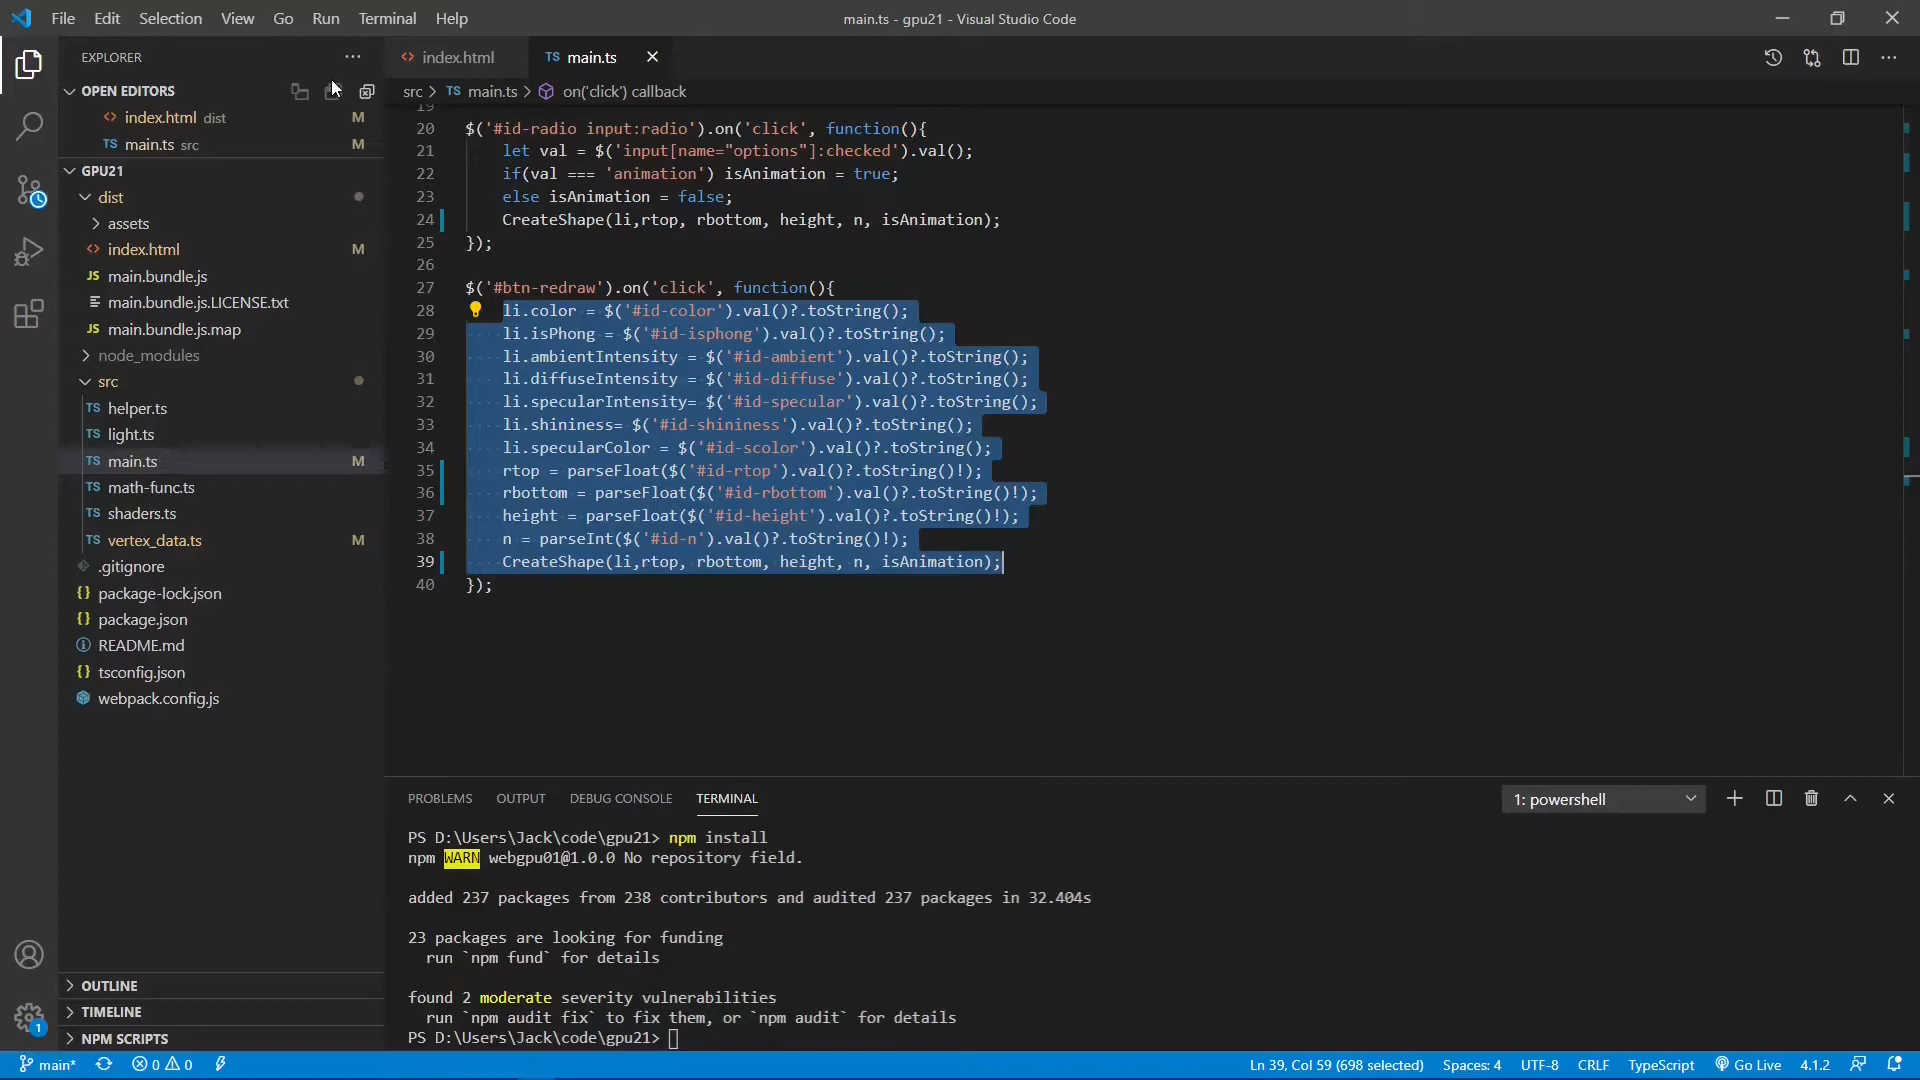 File Edit Selection View Go Run Terminal Help
main.ts - gpu21 - Visual Studio Code
EXPLORER
OPEN EDITORS
index.html dist M
main.ts src M
GPU21
dist
assets
index.html M
main.bundle.js
main.bundle.js.LICENSE.txt
main.bundle.js.map
node_modules
src
helper.ts
light.ts
main.ts M
math-func.ts
shaders.ts
vertex_data.ts M
.gitignore
package-lock.json
package.json
README.md
tsconfig.json
webpack.config.js
OUTLINE
TIMELINE
NPM SCRIPTS
index.html
TS main.ts
src > TS main.ts > on('click') callback
19
20 $('#id-radio input:radio').on('click', function(){
21 let val = $('input[name="options"]:checked').val();
22 if(val === 'animation') isAnimation = true;
23 else isAnimation = false;
24 CreateShape(li,rtop, rbottom, height, n, isAnimation);
25 });
26
27 $('#btn-redraw').on('click', function(){
28 li.color = $('#id-color').val()?.toString();
29 li.isPhong = $('#id-isphong').val()?.toString();
30 li.ambientIntensity = $('#id-ambient').val()?.toString();
31 li.diffuseIntensity = $('#id-diffuse').val()?.toString();
32 li.specularIntensity= $('#id-specular').val()?.toString();
33 li.shininess= $('#id-shininess').val()?.toString();
34 li.specularColor = $('#id-scolor').val()?.toString();
35 rtop = parseFloat($('#id-rtop').val()?.toString()!);
36 rbottom = parseFloat($('#id-rbottom').val()?.toString()!);
37 height = parseFloat($('#id-height').val()?.toString()!);
38 n = parseInt($('#id-n').val()?.toString()!);
39 CreateShape(li,rtop, rbottom, height, n, isAnimation);
40 });
PROBLEMS OUTPUT DEBUG CONSOLE TERMINAL
1: powershell
PS D:\Users\Jack\code\gpu21> npm install
npm WARN webgpu01@1.0.0 No repository field.
added 237 packages from 238 contributors and audited 237 packages in 32.404s
23 packages are looking for funding
run `npm fund` for details
found 2 moderate severity vulnerabilities
run `npm audit fix` to fix them, or `npm audit` for details
PS D:\Users\Jack\code\gpu21>
1
main* 0 0
Ln 39, Col 59 (698 selected) Spaces: 4 UTF-8 CRLF TypeScript Go Live 4.1.2